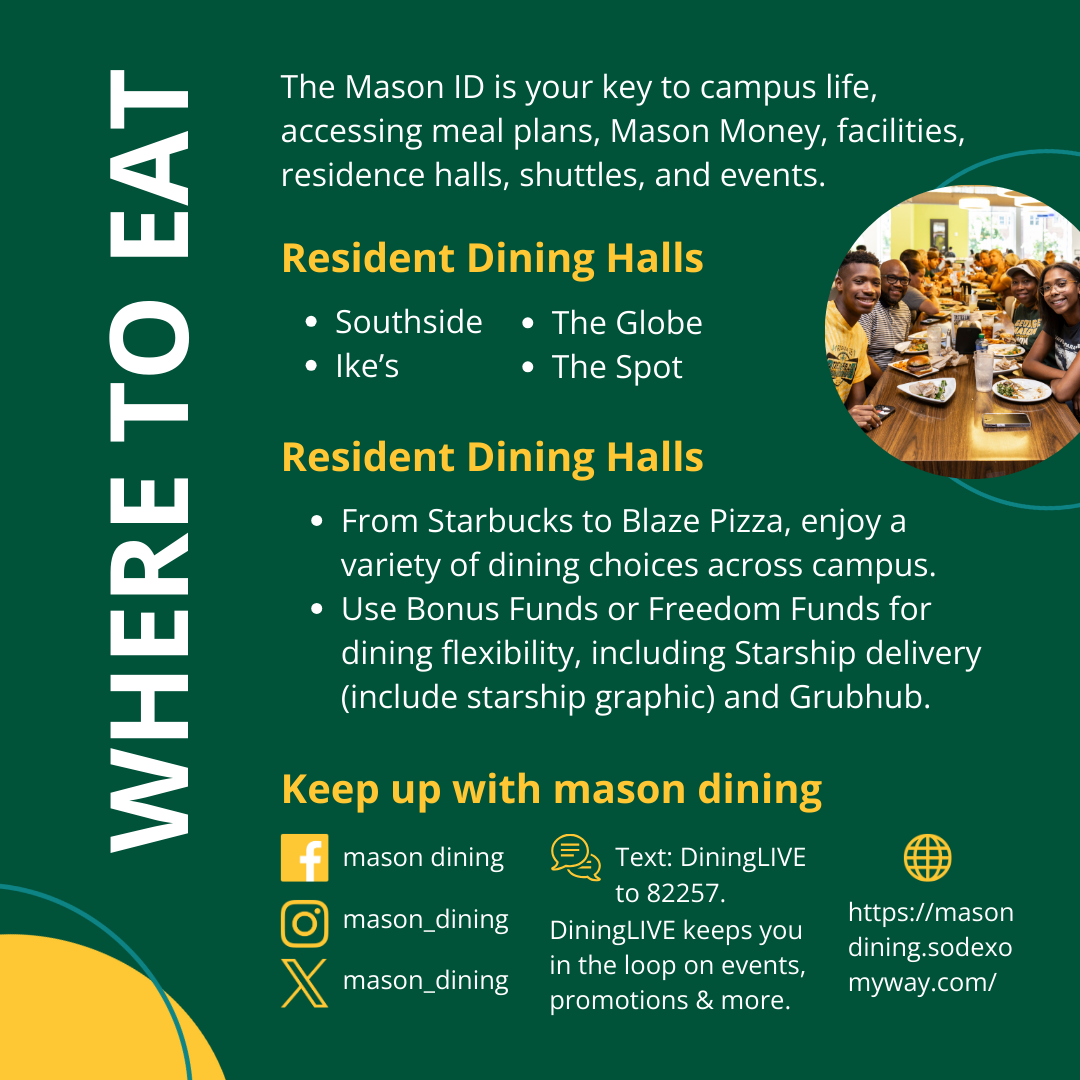 WHERE TO EAT
The Mason ID is your key to campus life,
accessing meal plans, Mason Money, facilities,
residence halls, shuttles, and events.
Resident Dining Halls
• Southside
• Ike’s
• The Globe
• The Spot
Resident Dining Halls
• From Starbucks to Blaze Pizza, enjoy a
variety of dining choices across campus.
• Use Bonus Funds or Freedom Funds for
dining flexibility, including Starship delivery
(include starship graphic) and Grubhub.
Keep up with mason dining
mason dining
mason_dining
mason_dining
Text: DiningLIVE
to 82257.
DiningLIVE keeps you
in the loop on events,
promotions & more.
https://mason
dining.sodexo
myway.com/